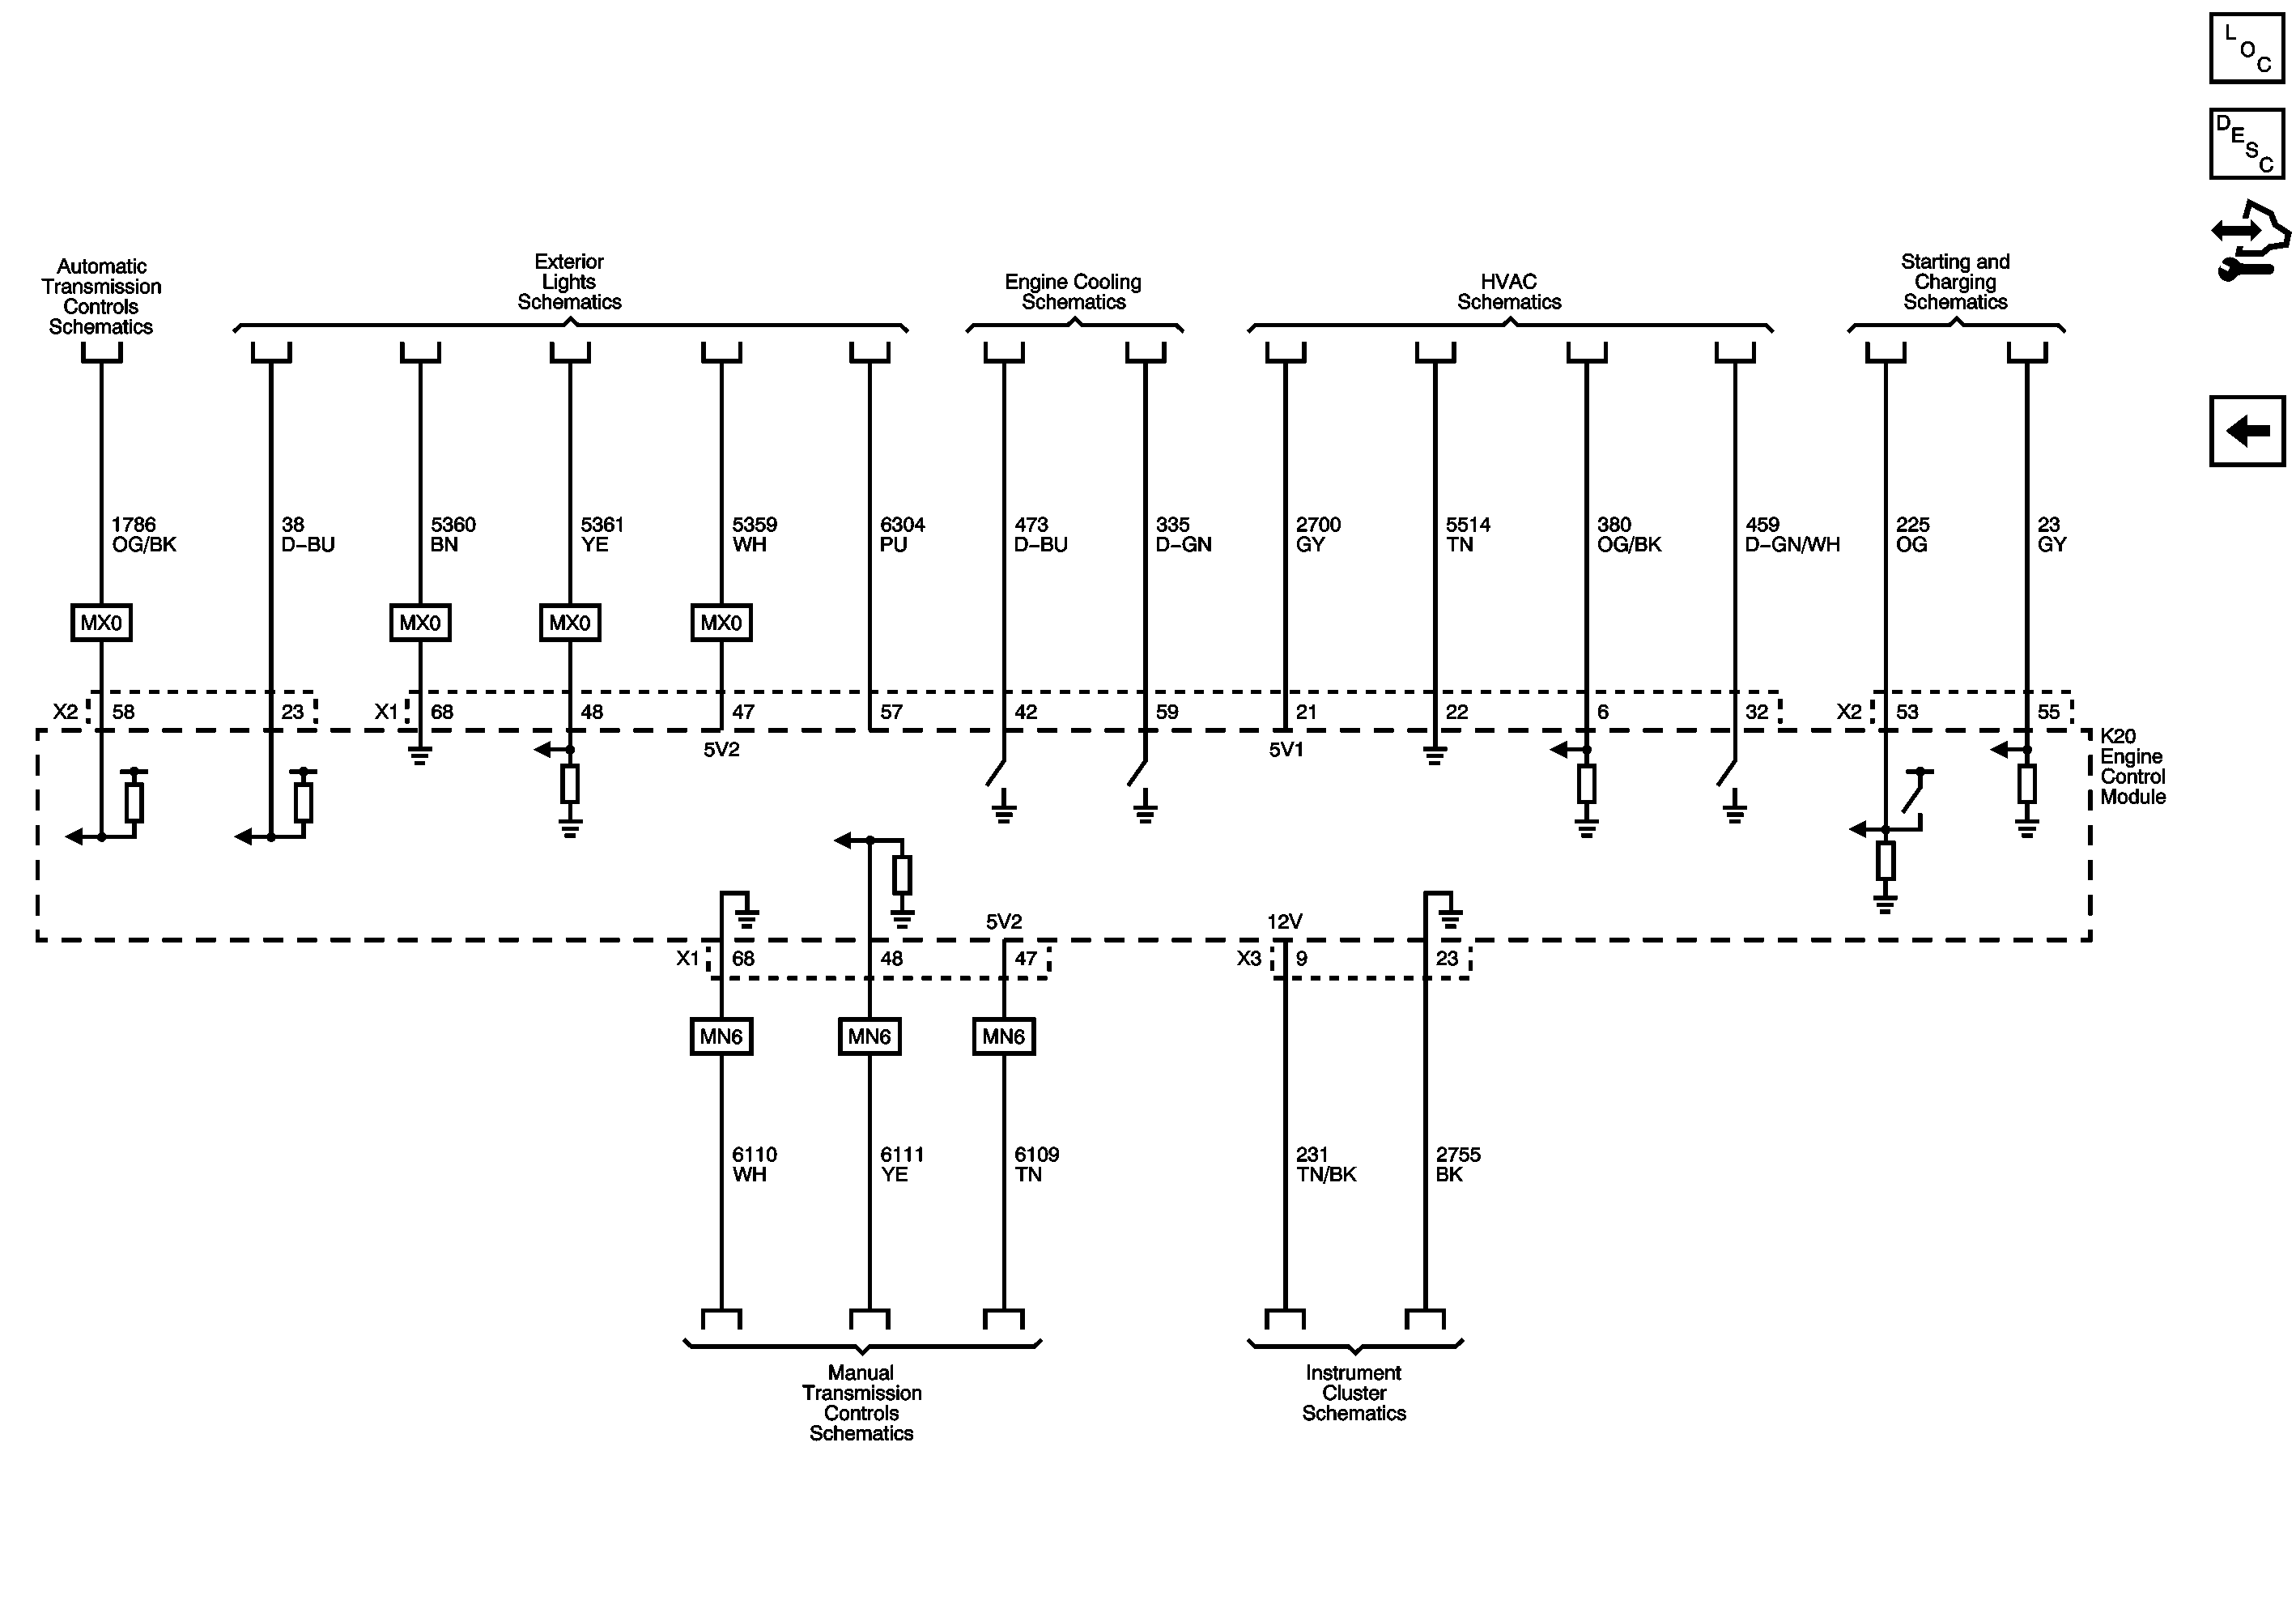 L
O
C
D
E
S
C
Automatic
Transmission
Controls
Schematics
Exterior
Lights
Schematics
Engine Cooling
Schematics
HVAC
Schematics
Starting and
Charging
Schematics
1786
OG/BK
38
D-BU
5360
BN
5361
YE
5359
WH
6304
PU
473
D-BU
335
D-GN
2700
GY
5514
TN
380
OG/BK
459
D-GN/WH
225
OG
23
GY
MX0
MX0
MX0
MX0
X2 58 23 X1 68 48 47 57 42 59 21 22 6 32 X2 53 55
5V2
5V1
K20
Engine
Control
Module
5V2
12V
X1 68 48 47 X3 9 23
MN6
MN6
MN6
6110
WH
6111
YE
6109
TN
231
TN/BK
2755
BK
Manual
Transmission
Controls
Schematics
Instrument
Cluster
Schematics